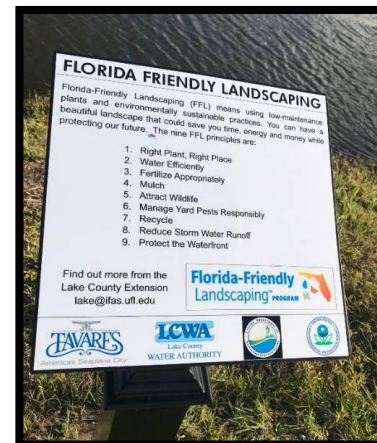 FLORIDA FRIENDLY LANDSCAPING
Florida-Friendly Landscaping (FFL) means using low-maintenance
plants and environmentally sustainable practices. You can have a
beautiful landscape that could save you time, energy and money while
protecting our future. The nine FFL principles are:
1. Right Plant, Right Place
2. Water Efficiently
3. Fertilize Appropriately
4. Mulch
5. Attract Wildlife
6. Manage Yard Pests Responsibly
7. Recycle
8. Reduce Storm Water Runoff
9. Protect the Waterfront
Find out more from the
Lake County Extension
lake@ifas.ufl.edu
Florida-Friendly
Landscaping™ PROGRAM
TAVARES
America's Seaplane City
LCWA
Lake County
WATER AUTHORITY